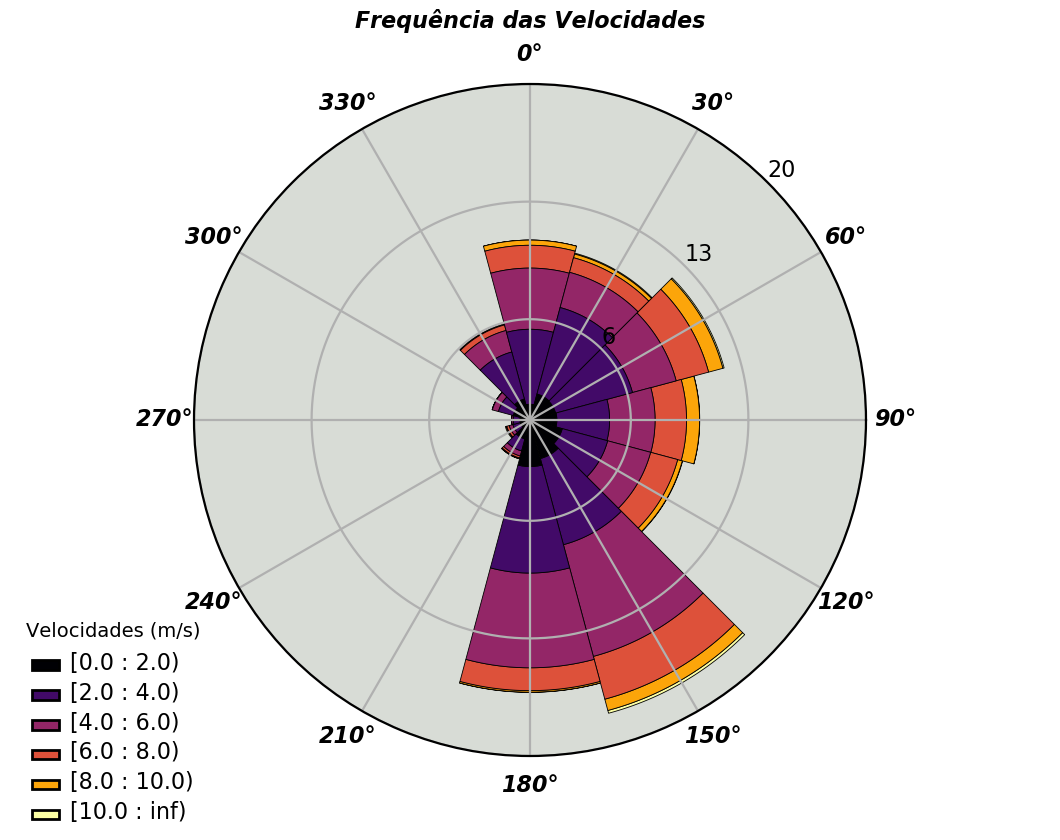 Frequência das Velocidades
0°
330°
30°
20
300°
60°
13
6
270°
90°
240°
120°
210°
150°
180°
Velocidades (m/s)
[0.0 : 2.0)
[2.0 : 4.0)
[4.0 : 6.0)
[6.0 : 8.0)
[8.0 : 10.0)
[10.0 : inf)